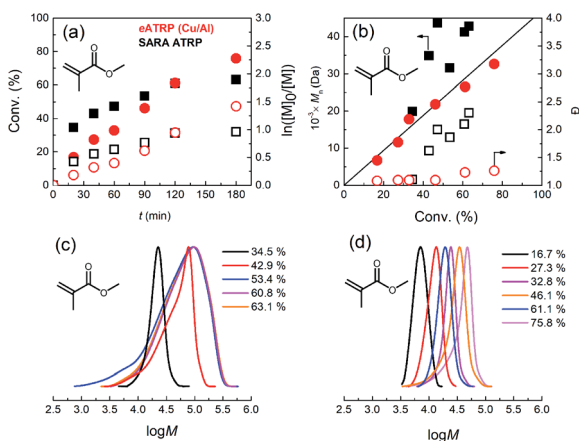 (a)
eATRP (Cu/Al)
SARA ATRP
O
O
Conv. (%)
100
80
60
40
20
0
ln([M]0/[M])
3.0
2.5
2.0
1.5
1.0
0.5
0.0
0 30 60 90 120 150 180
t (min)
(b)
O
O
10-3× Mn (Da)
45
40
35
30
25
20
15
10
5
0
Đ
4.0
3.5
3.0
2.5
2.0
1.5
1.0
0 20 40 60 80 100
Conv. (%)
(c)
O
O
34.5 %
42.9 %
53.4 %
60.8 %
63.1 %
2.5 3.0 3.5 4.0 4.5 5.0 5.5 6.0
logM
(d)
O
O
16.7 %
27.3 %
32.8 %
46.1 %
61.1 %
75.8 %
2.5 3.0 3.5 4.0 4.5 5.0 5.5 6.0
logM